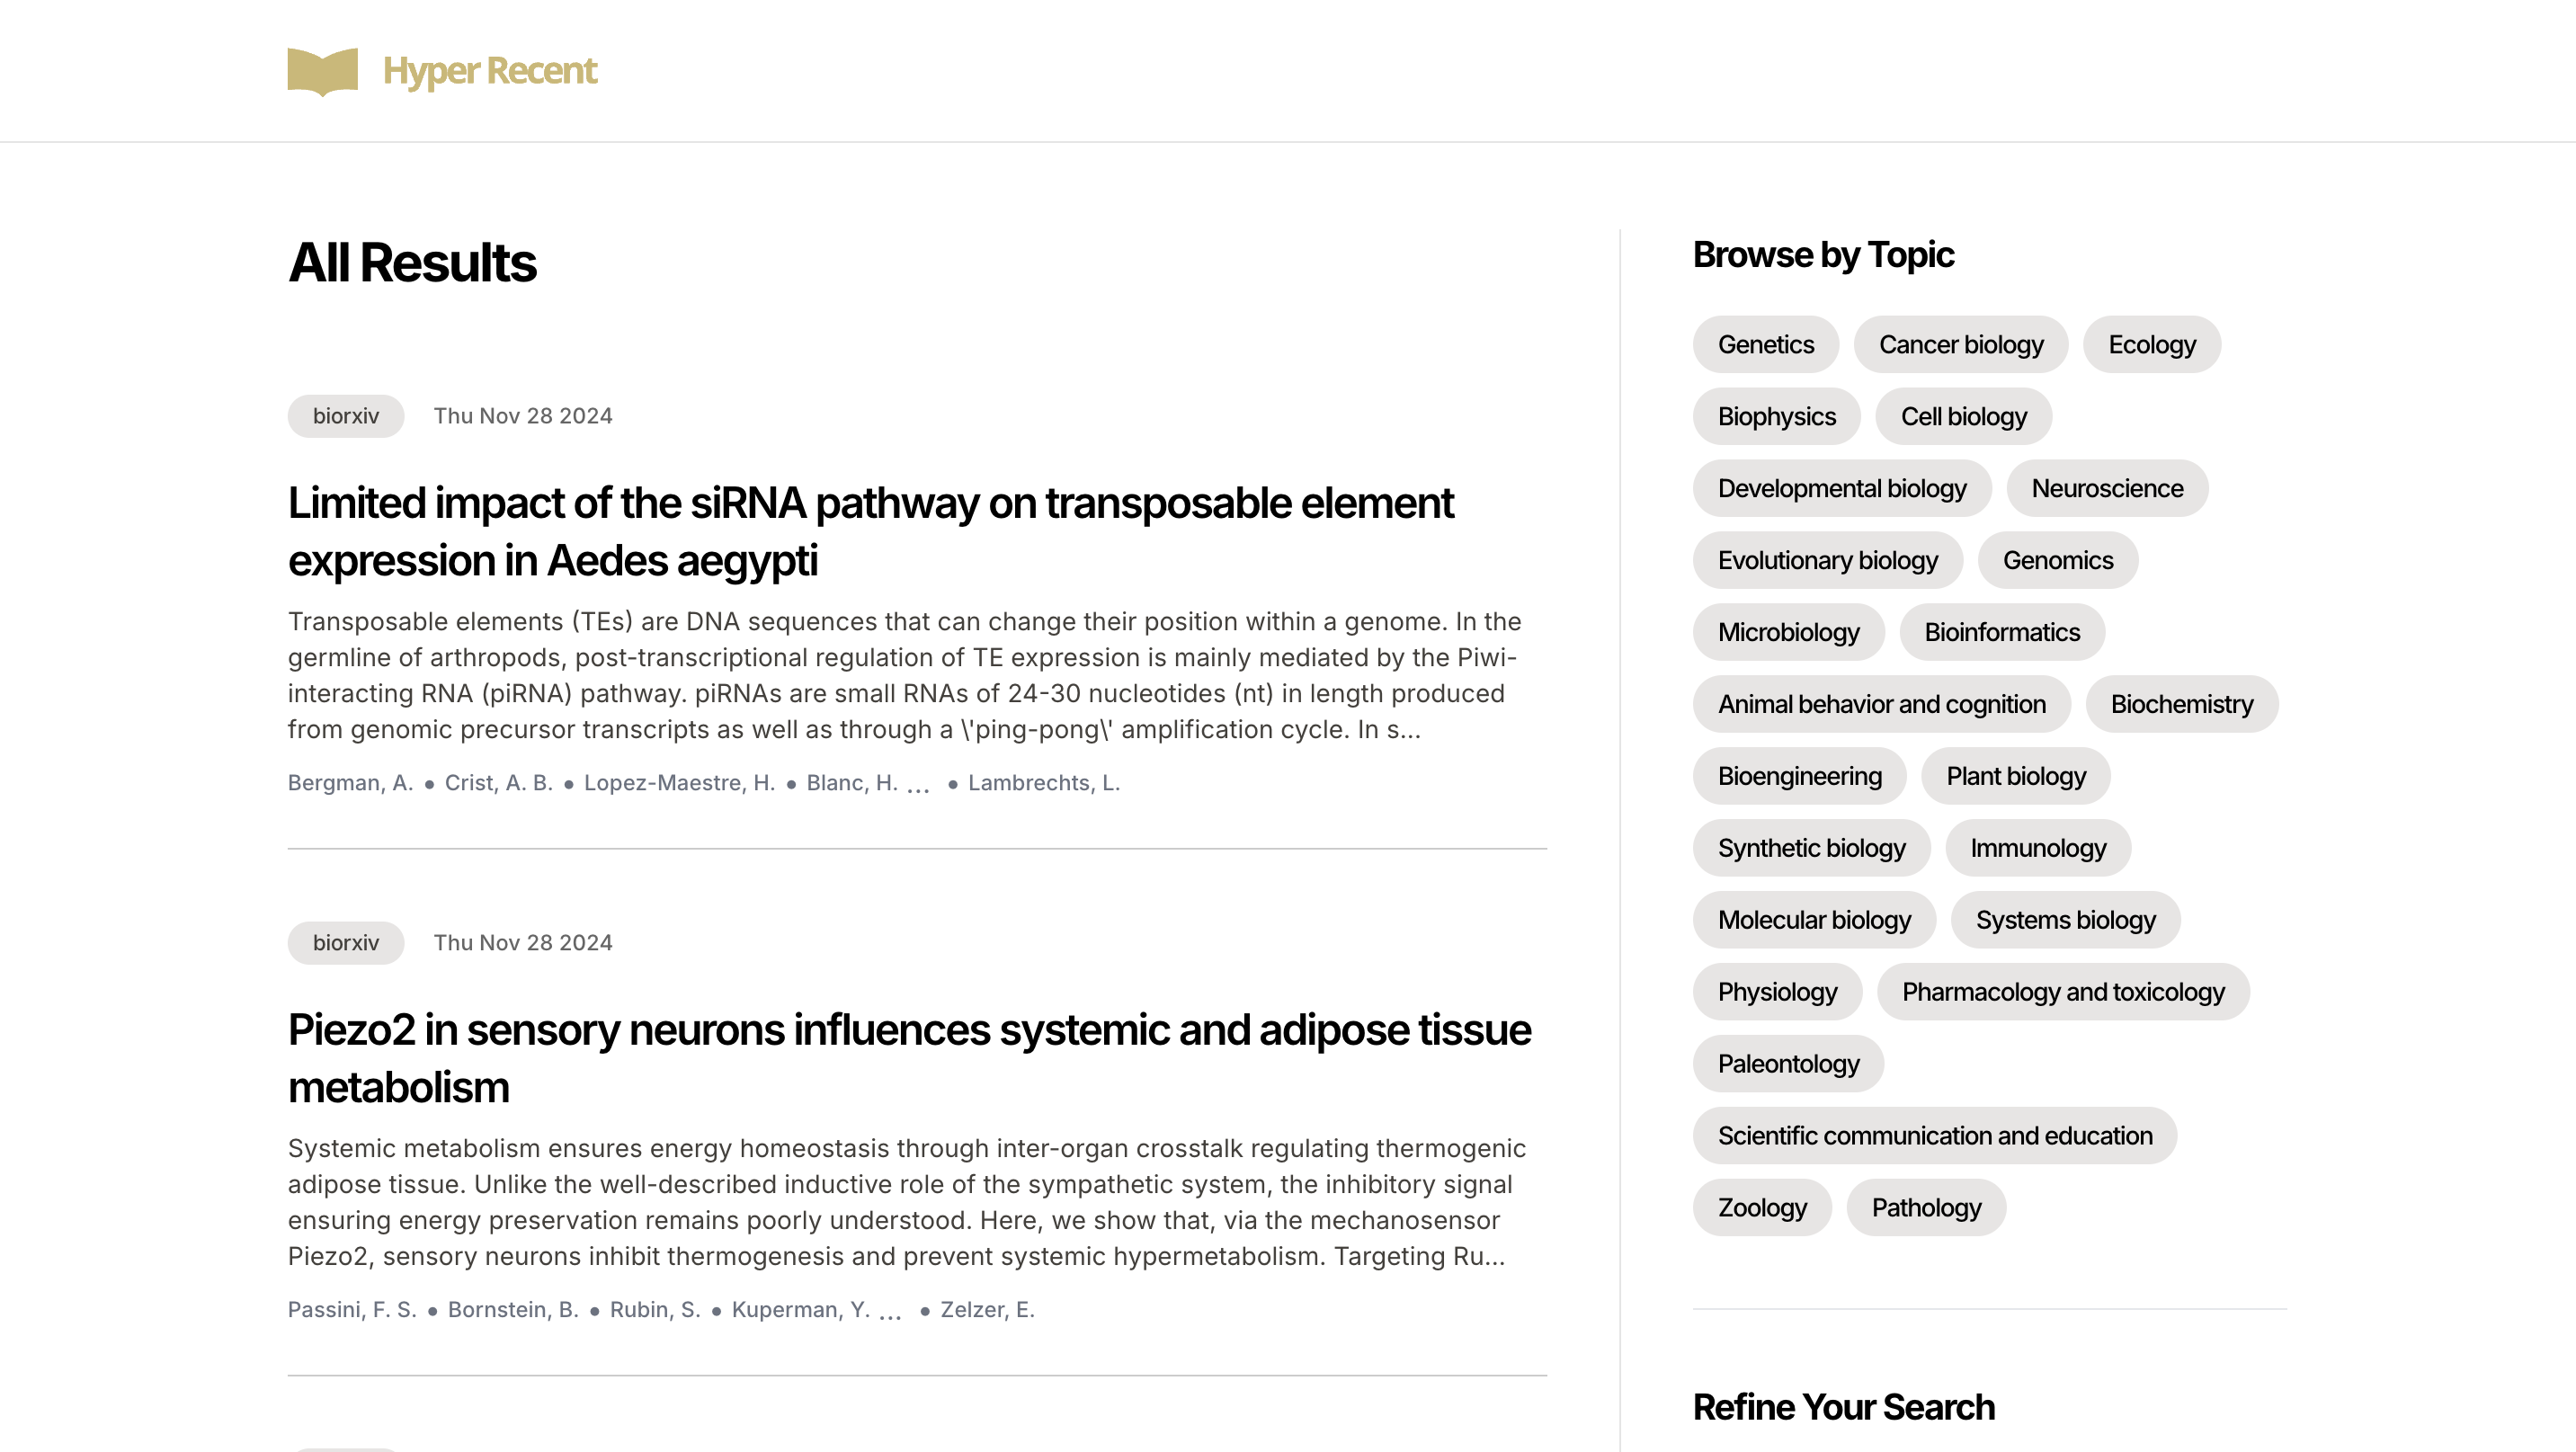 Hyper Recent
All Results
biorxiv Thu Nov 28 2024
Limited impact of the siRNA pathway on transposable element
expression in Aedes aegypti
Transposable elements (TEs) are DNA sequences that can change their position within a genome. In the
germline of arthropods, post-transcriptional regulation of TE expression is mainly mediated by the Piwi-
interacting RNA (piRNA) pathway. piRNAs are small RNAs of 24-30 nucleotides (nt) in length produced
from genomic precursor transcripts as well as through a \'ping-pong\' amplification cycle. In s...
Bergman, A. • Crist, A. B. • Lopez-Maestre, H. • Blanc, H. ... • Lambrechts, L.
biorxiv Thu Nov 28 2024
Piezo2 in sensory neurons influences systemic and adipose tissue
metabolism
Systemic metabolism ensures energy homeostasis through inter-organ crosstalk regulating thermogenic
adipose tissue. Unlike the well-described inductive role of the sympathetic system, the inhibitory signal
ensuring energy preservation remains poorly understood. Here, we show that, via the mechanosensor
Piezo2, sensory neurons inhibit thermogenesis and prevent systemic hypermetabolism. Targeting Ru...
Passini, F. S. • Bornstein, B. • Rubin, S. • Kuperman, Y. ... • Zelzer, E.
Browse by Topic
Genetics Cancer biology Ecology
Biophysics Cell biology
Developmental biology Neuroscience
Evolutionary biology Genomics
Microbiology Bioinformatics
Animal behavior and cognition Biochemistry
Bioengineering Plant biology
Synthetic biology Immunology
Molecular biology Systems biology
Physiology Pharmacology and toxicology
Paleontology
Scientific communication and education
Zoology Pathology
Refine Your Search